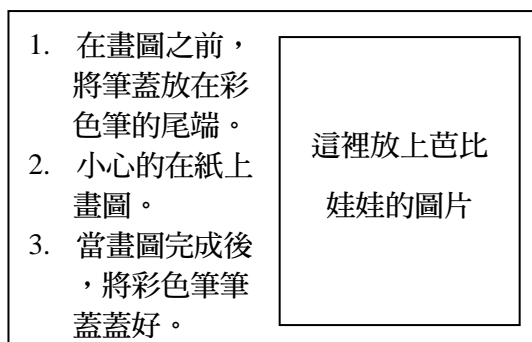 1. 在畫圖之前，
將筆蓋放在彩
色筆的尾端。
2. 小心的在紙上
畫圖。
3. 當畫圖完成後
，將彩色筆筆
蓋蓋好。
這裡放上芭比
娃娃的圖片